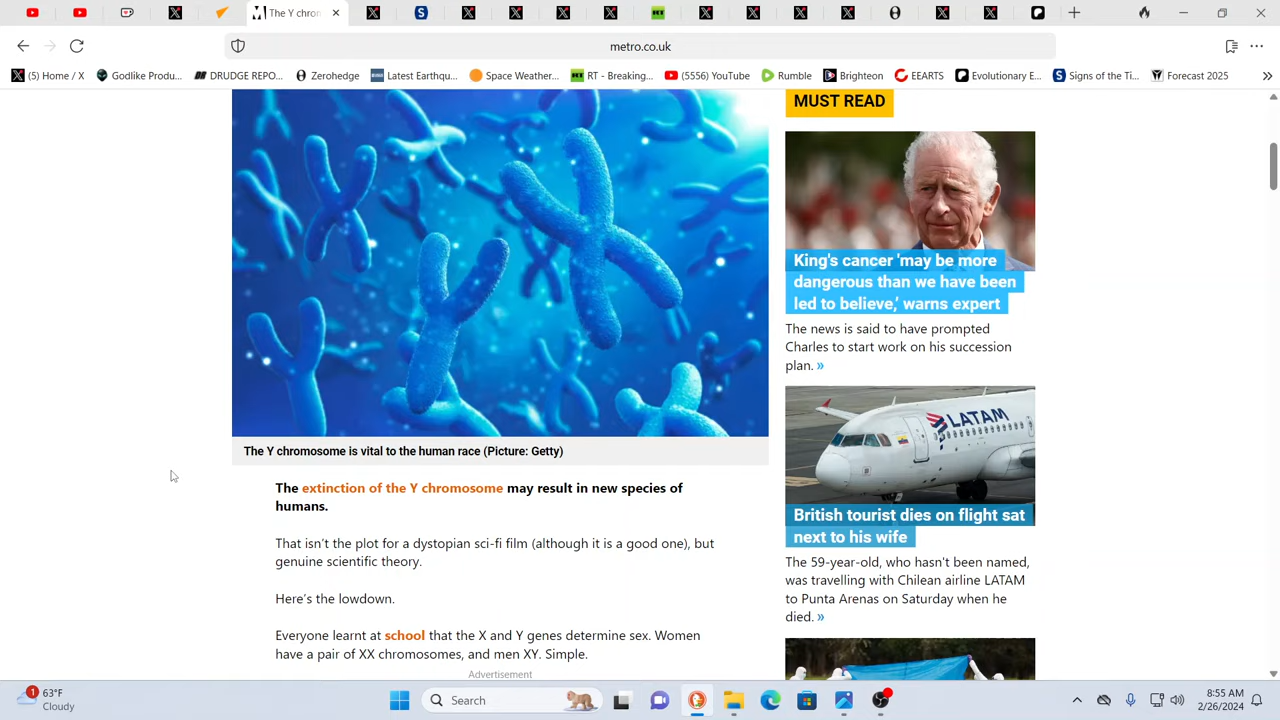 The Y chron
metro.co.uk
(5) Home / X
Godlike Produ...
DRUDGE REPO...
Zerohedge
Latest Earthqu...
Space Weather...
RT - Breaking...
(5556) YouTube
Rumble
Brighteon
EEARTS
Evolutionary E...
Signs of the Ti...
Forecast 2025
The Y chromosome is vital to the human race (Picture: Getty)
The extinction of the Y chromosome may result in new species of
humans.
That isn't the plot for a dystopian sci-fi film (although it is a good one), but
genuine scientific theory.
Here's the lowdown.
Everyone learnt at school that the X and Y genes determine sex. Women
have a pair of XX chromosomes, and men XY. Simple.
Advertisement
MUST READ
King's cancer 'may be more
dangerous than we have been
led to believe,' warns expert
The news is said to have prompted
Charles to start work on his succession
plan. »
LATAM
British tourist dies on flight sat
next to his wife
The 59-year-old, who hasn't been named,
was travelling with Chilean airline LATAM
to Punta Arenas on Saturday when he
died. »
1
63°F
Cloudy
Search
8:55 AM
2/26/2024